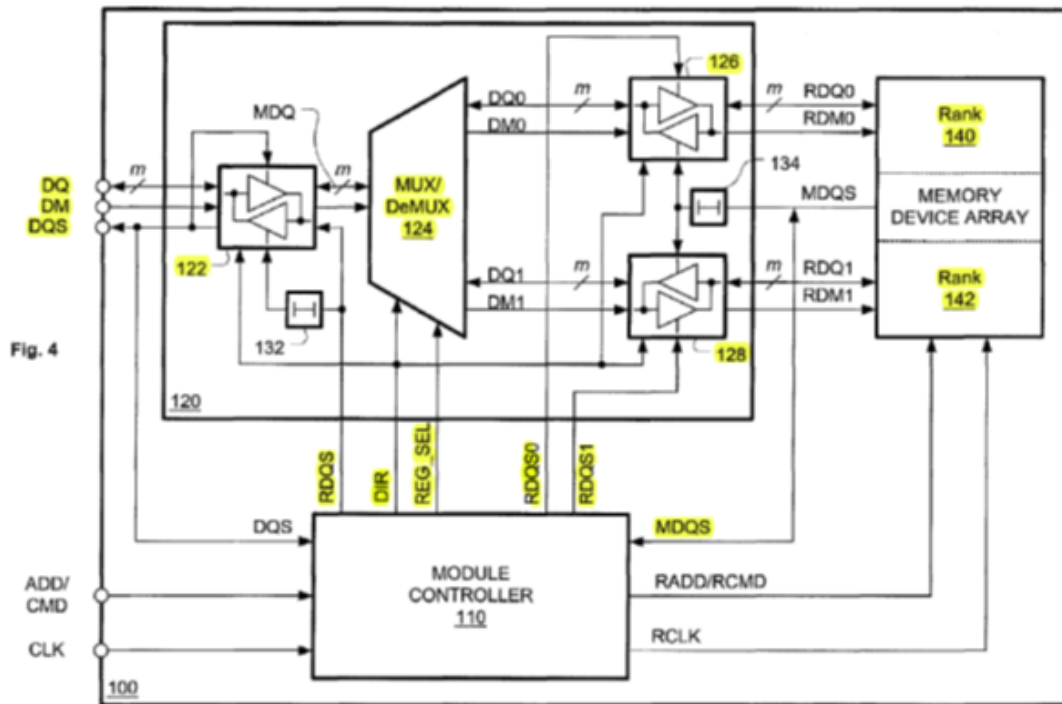 126
m
DQ0
m
RDQ0
DM0
RDM0
Rank
140
MDQ
134
m
m
DQ
DM
DQS
MUX/
DeMUX
124
MDQS
MEMORY
DEVICE ARRAY
122
DQ1
m
m
RDQ1
DM1
RDM1
Rank
142
132
128
Fig. 4
120
RDQS
DIR
REG_SEL
RDQS0
RDQS1
DQS
MDQS
ADD/
CMD
MODULE
CONTROLLER
110
RADD/RCMD
CLK
RCLK
100